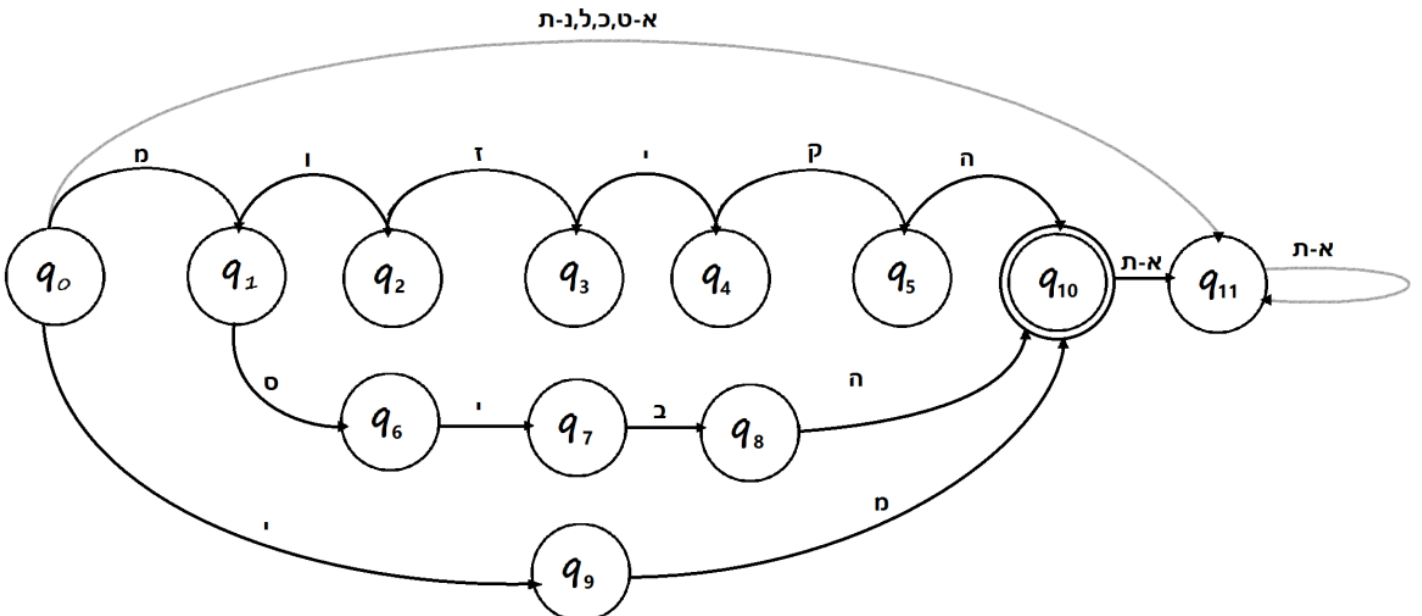 א-ט,כ,ל,נ-ת
מ ו ז י ק ה
q0 q1 q2 q3 q4 q5 q10 א-ת q11 א-ת
ס
q6 י q7 ב q8 ה
י q9 מ